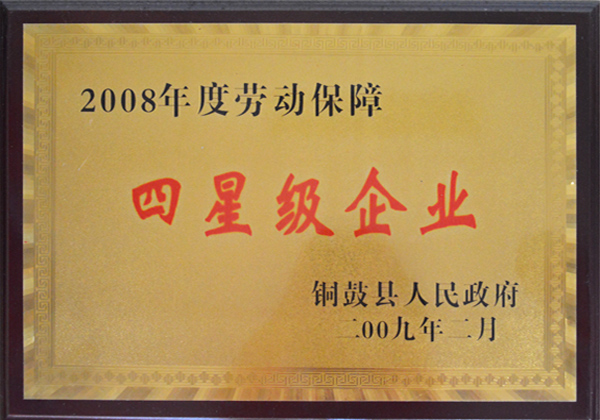 2008年度劳动保障
四星级企业
铜鼓县人民政府
二00九年二月